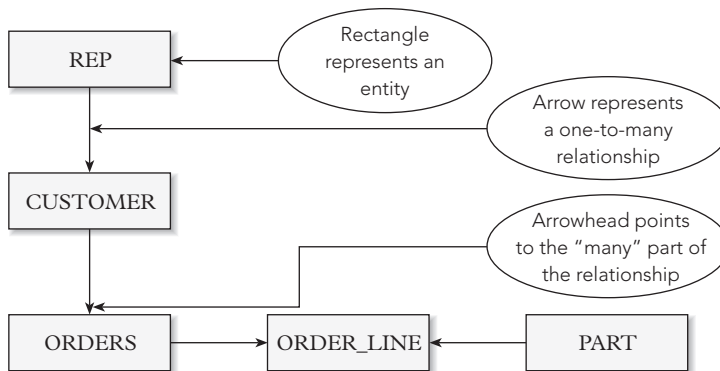 REP
Rectangle
represents an
entity
Arrow represents
a one-to-many
relationship
CUSTOMER
Arrowhead points
to the “many” part of
the relationship
ORDERS
ORDER_LINE
PART